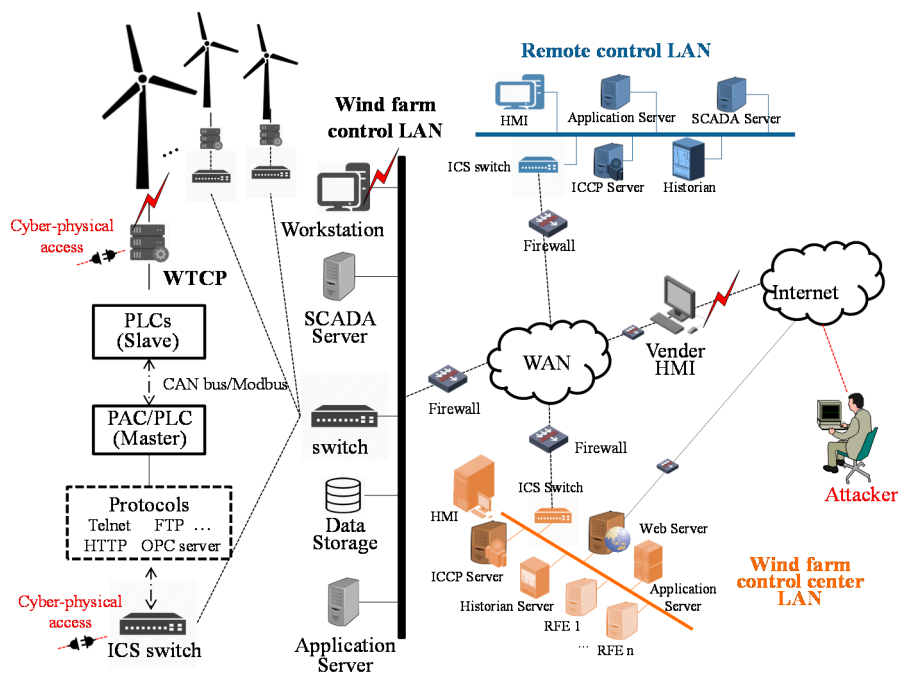 Remote control LAN
HMI
Application Server
SCADA Server
ICS switch
ICCP Server
Historian
Firewall
Wind farm
control LAN
...
Workstation
Cyber-physical
access
WTCP
SCADA
Server
PLCs
(Slave)
CAN bus/Modbus
PAC/PLC
(Master)
switch
Protocols
Telnet FTP ...
HTTP OPC server
Data
Storage
Cyber-physical
access
ICS switch
Application
Server
Firewall
WAN
Vender
HMI
Internet
Attacker
Firewall
ICS Switch
HMI
Web Server
ICCP Server
Historian Server
Application
Server
RFE 1
... RFE n
Wind farm
control center
LAN